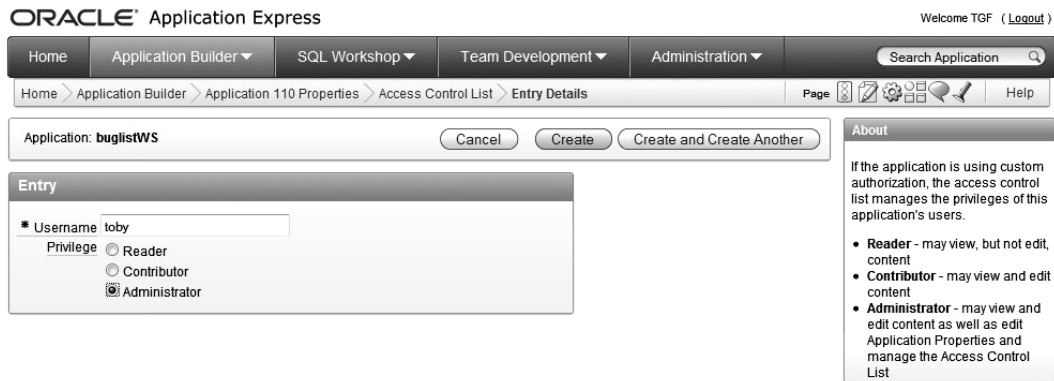 ORACLE® Application Express
Welcome TGF ( Logout )
Home
Application Builder
SQL Workshop
Team Development
Administration
Search Application
Home
Application Builder
Application 110 Properties
Access Control List
Entry Details
Page
Help
Application: buglistWS
Cancel
Create
Create and Create Another
Entry
* Username toby
Privilege
Reader
Contributor
Administrator
About
If the application is using custom
authorization, the access control
list manages the privileges of this
application's users.
• Reader - may view, but not edit,
content
• Contributor - may view and edit
content
• Administrator - may view and
edit content as well as edit
Application Properties and
manage the Access Control
List